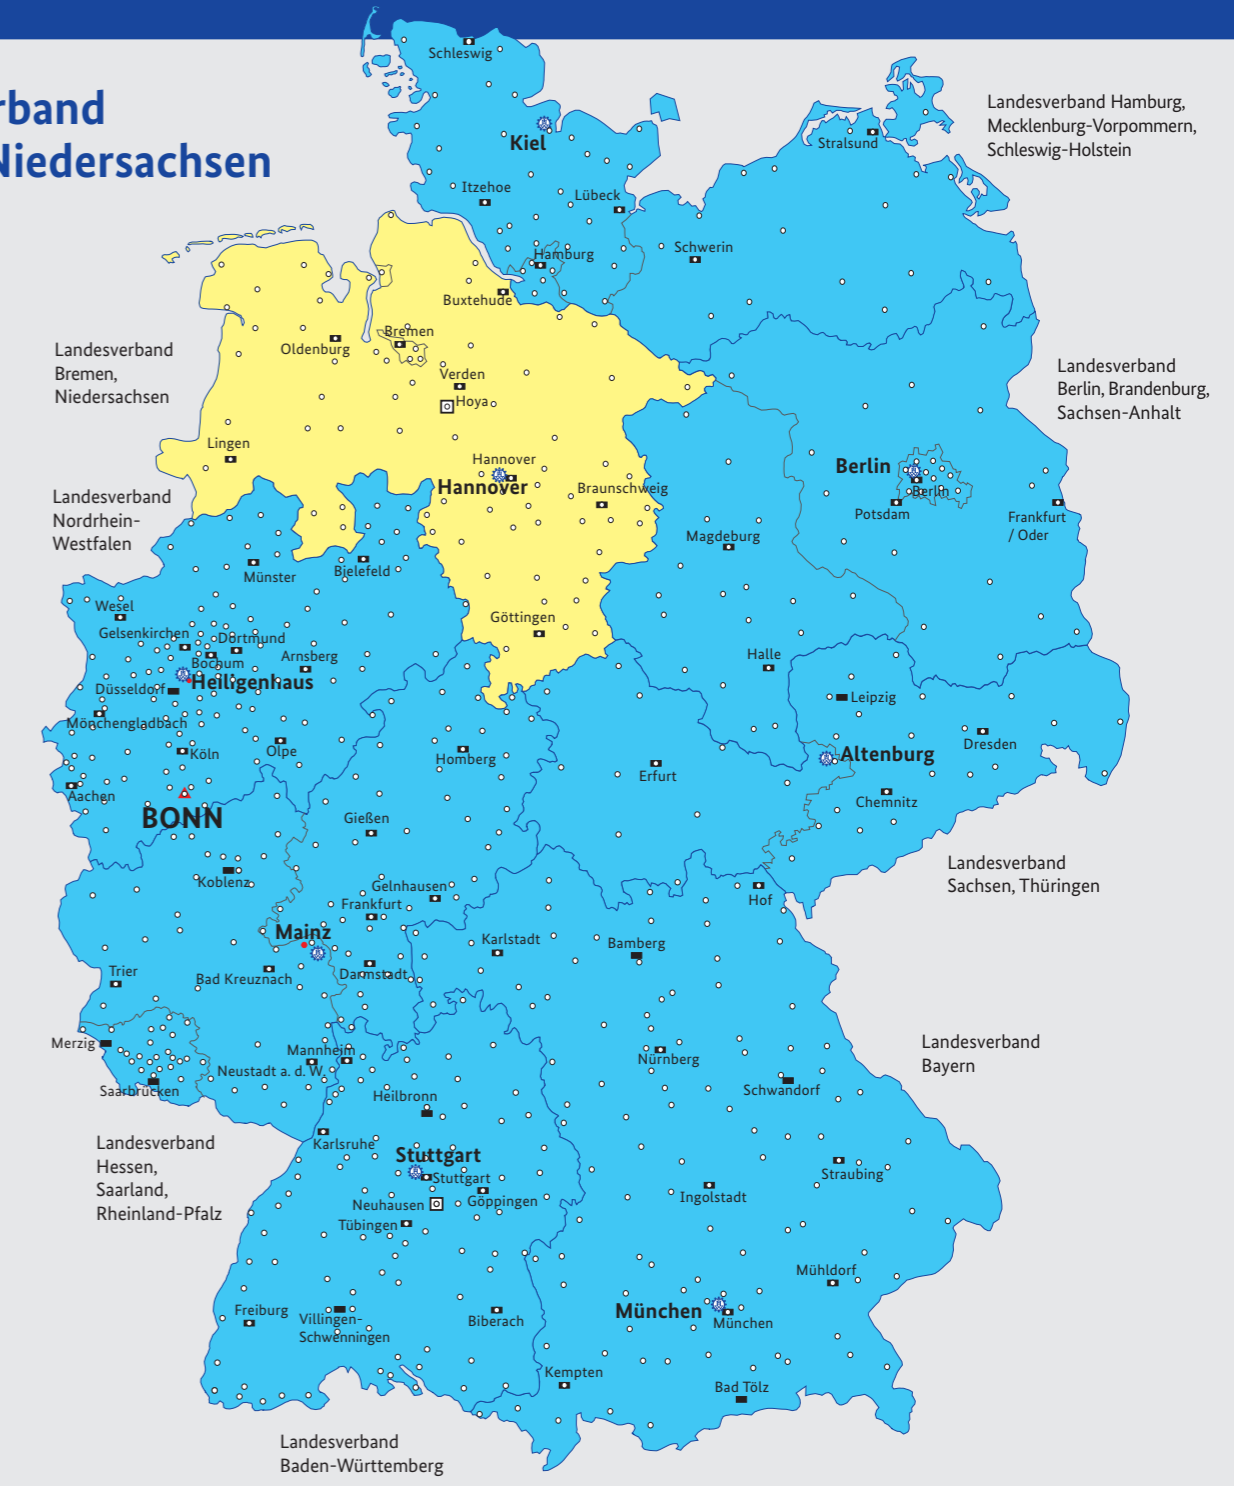 rband
Niedersachsen
Schleswig
Kiel
Landesverband Hamburg,
Mecklenburg-Vorpommern,
Schleswig-Holstein
Stralsund
Itzehoe
Lübeck
Schwerin
Hamburg
Buxtehude
Bremen
Oldenburg
Landesverband
Bremen,
Niedersachsen
Verden
Hoya
Landesverband
Berlin, Brandenburg,
Sachsen-Anhalt
Lingen
Hannover
Hannover
Braunschweig
Berlin
Berlin
Potsdam
Frankfurt
/ Oder
Landesverband
Nordrhein-
Westfalen
Magdeburg
Münster
Bielefeld
Wesel
Göttingen
Gelsenkirchen
Dortmund
Bochum
Arnsberg
Halle
Düsseldorf
Heiligenhaus
Leipzig
Mönchengladbach
Köln
Olpe
Homberg
Dresden
Altenburg
Erfurt
Aachen
BONN
Chemnitz
Gießen
Koblenz
Gelnhausen
Hof
Landesverband
Sachsen, Thüringen
Frankfurt
Mainz
Karlstadt
Bamberg
Trier
Bad Kreuznach
Darmstadt
Merzig
Mannheim
Neustadt a. d. W.
Nürnberg
Landesverband
Bayern
Saarbrücken
Heilbronn
Schwandorf
Landesverband
Hessen,
Saarland,
Rheinland-Pfalz
Karlsruhe
Stuttgart
Stuttgart
Straubing
Neuhausen
Göppingen
Ingolstadt
Tübingen
Mühldorf
Freiburg
Villingen-
Schwenningen
Biberach
München
München
Kempten
Bad Tölz
Landesverband
Baden-Württemberg